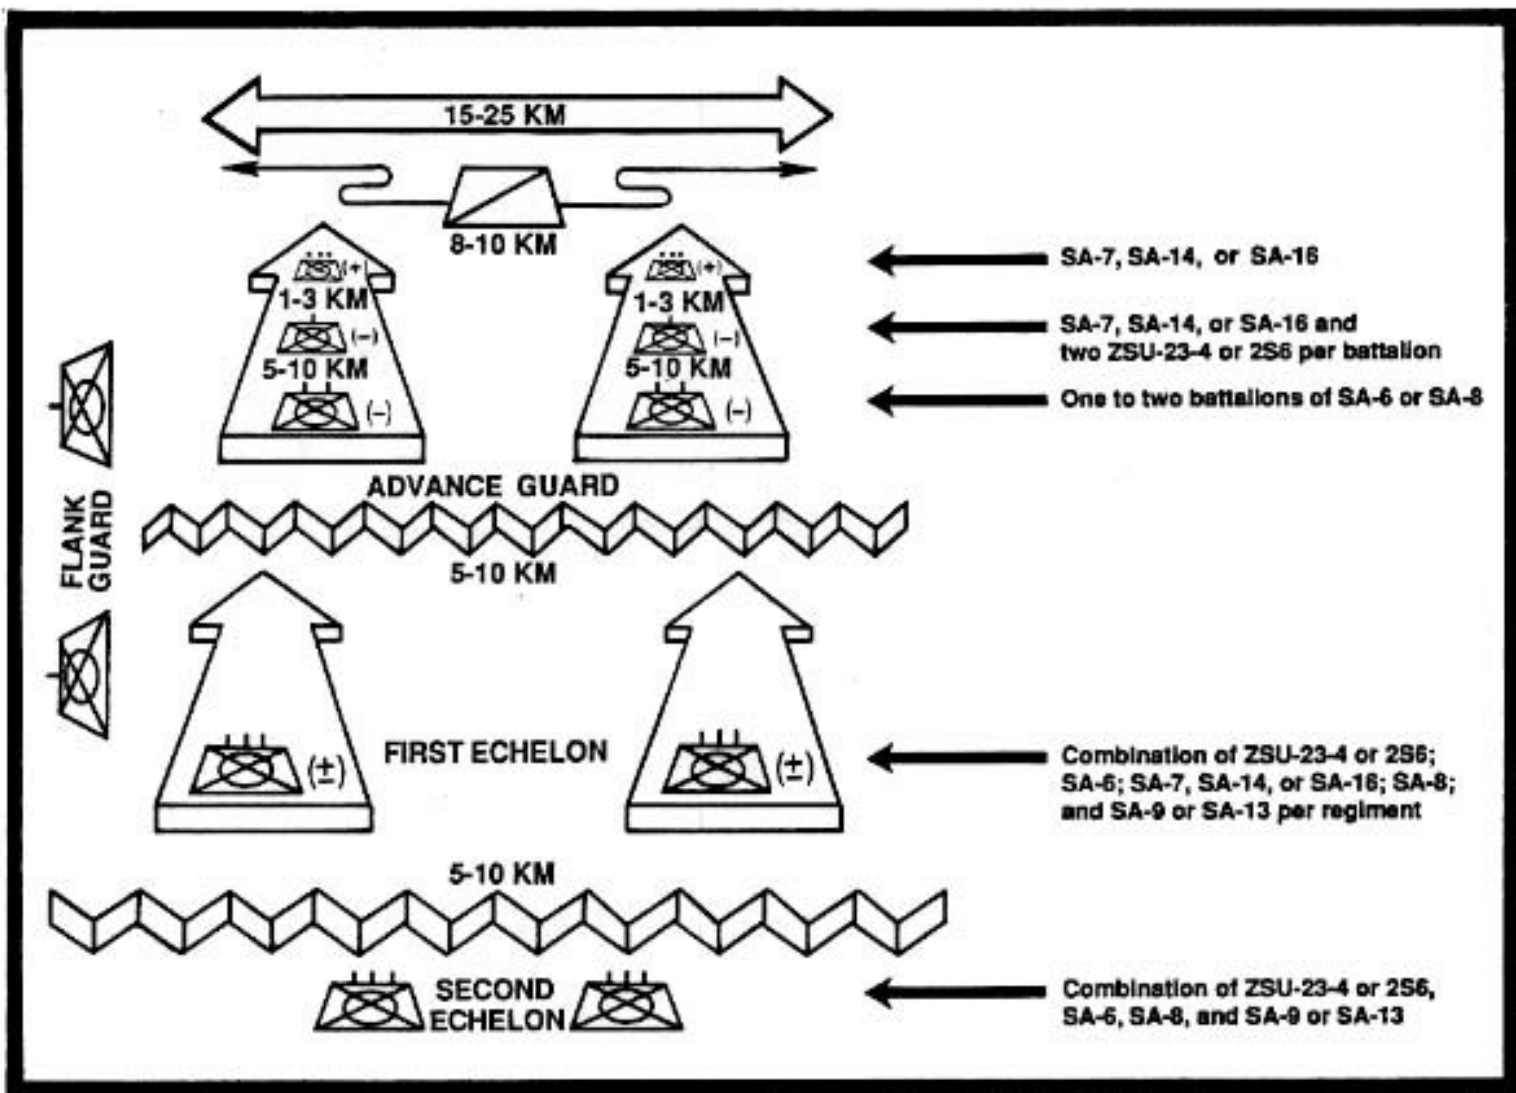 15-25 KM
8-10 KM
SA-7, SA-14, or SA-16
(+)
(+)
1-3 KM
1-3 KM
SA-7, SA-14, or SA-16 and
two ZSU-23-4 or 2S6 per battalion
(−)
(−)
5-10 KM
5-10 KM
One to two battalions of SA-6 or SA-8
(−)
(−)
ADVANCE GUARD
FLANK
GUARD
5-10 KM
FIRST ECHELON
(±)
(±)
Combination of ZSU-23-4 or 2S6;
SA-6; SA-7, SA-14, or SA-16; SA-8;
and SA-9 or SA-13 per regiment
5-10 KM
SECOND
ECHELON
Combination of ZSU-23-4 or 2S6,
SA-6, SA-8, and SA-9 or SA-13